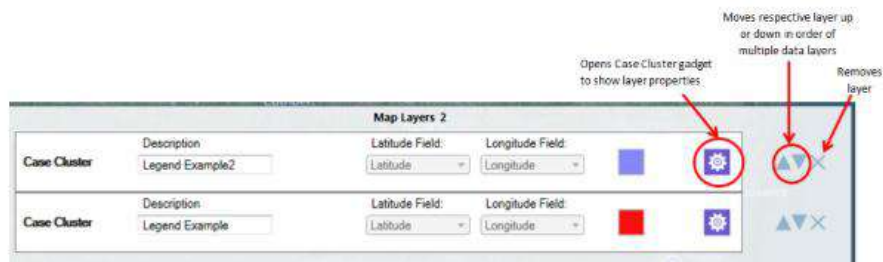 Moves respective layer up
or down in order of
multiple data layers
Opens Case Cluster gadget
to show layer properties
Removes
layer
Map Layers 2
Description Latitude Field: Longitude Field:
Case Cluster Legend Example2 Latitude Longitude
Description Latitude Field: Longitude Field:
Case Cluster Legend Example Latitude Longitude